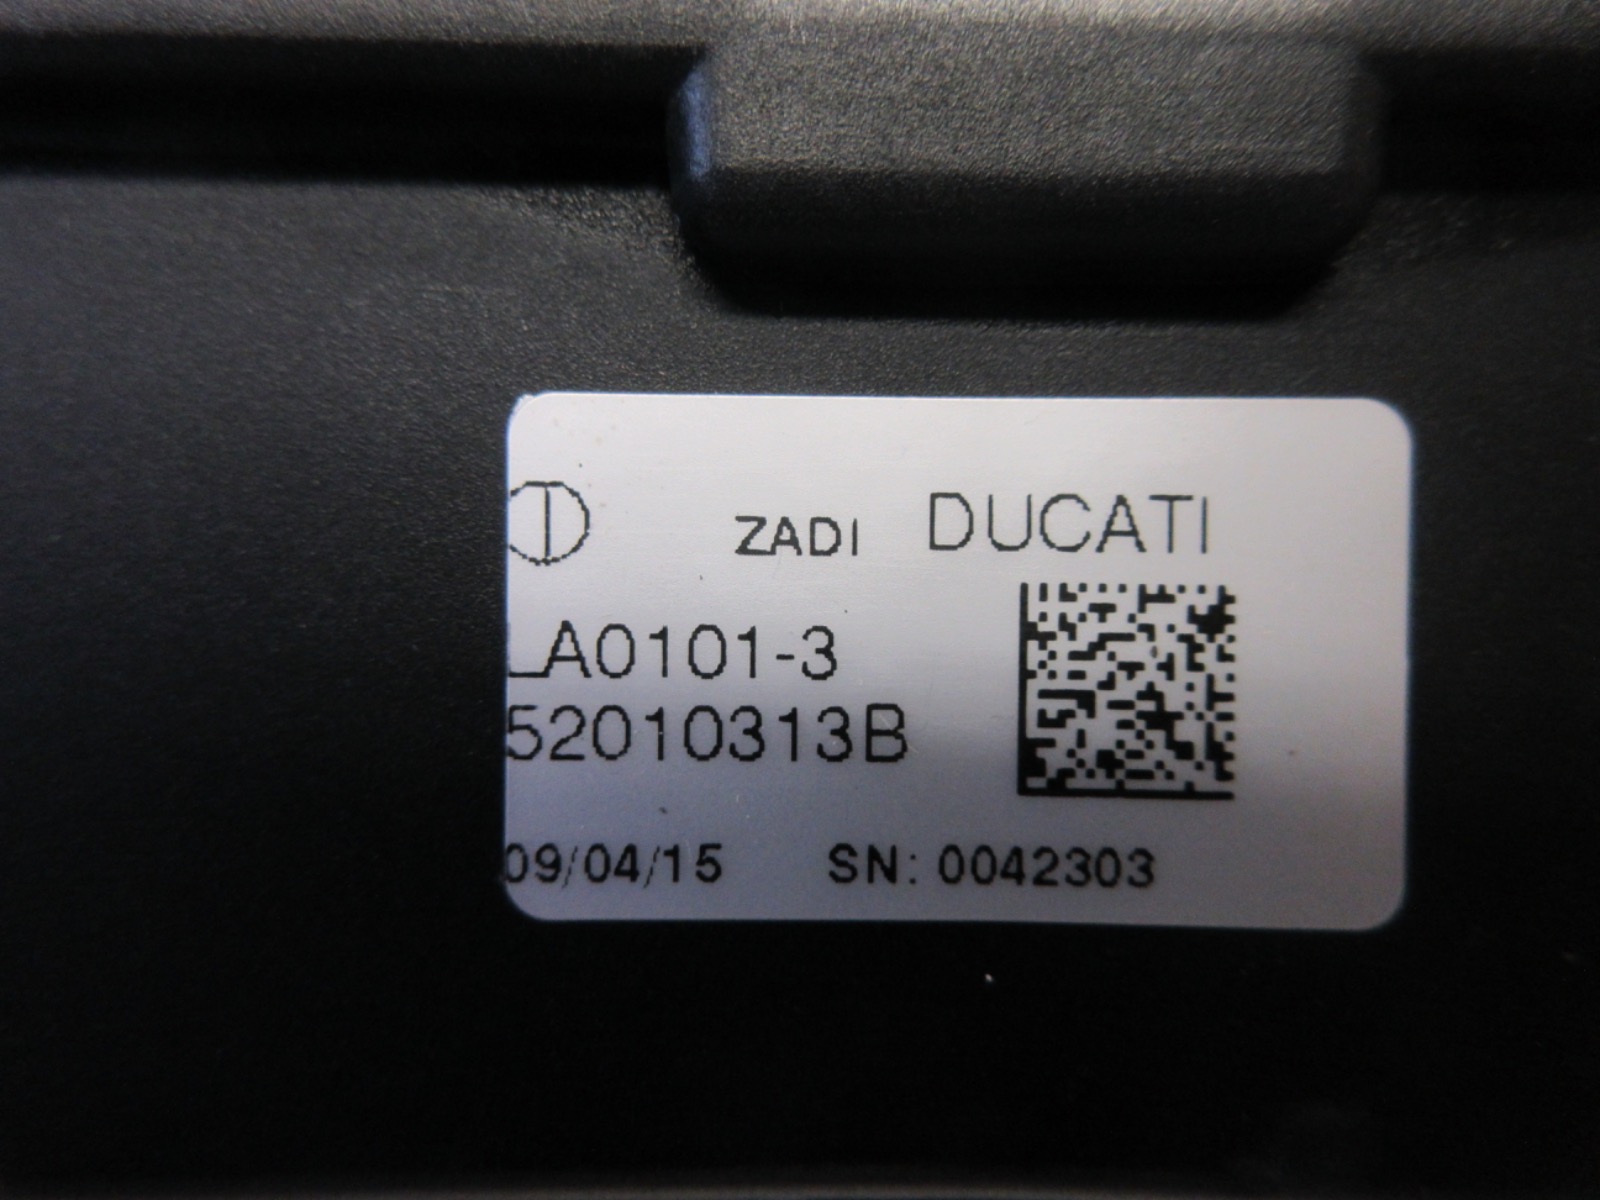 ZADI DUCATI
LA0101-3
52010313B
09/04/15 SN: 0042303